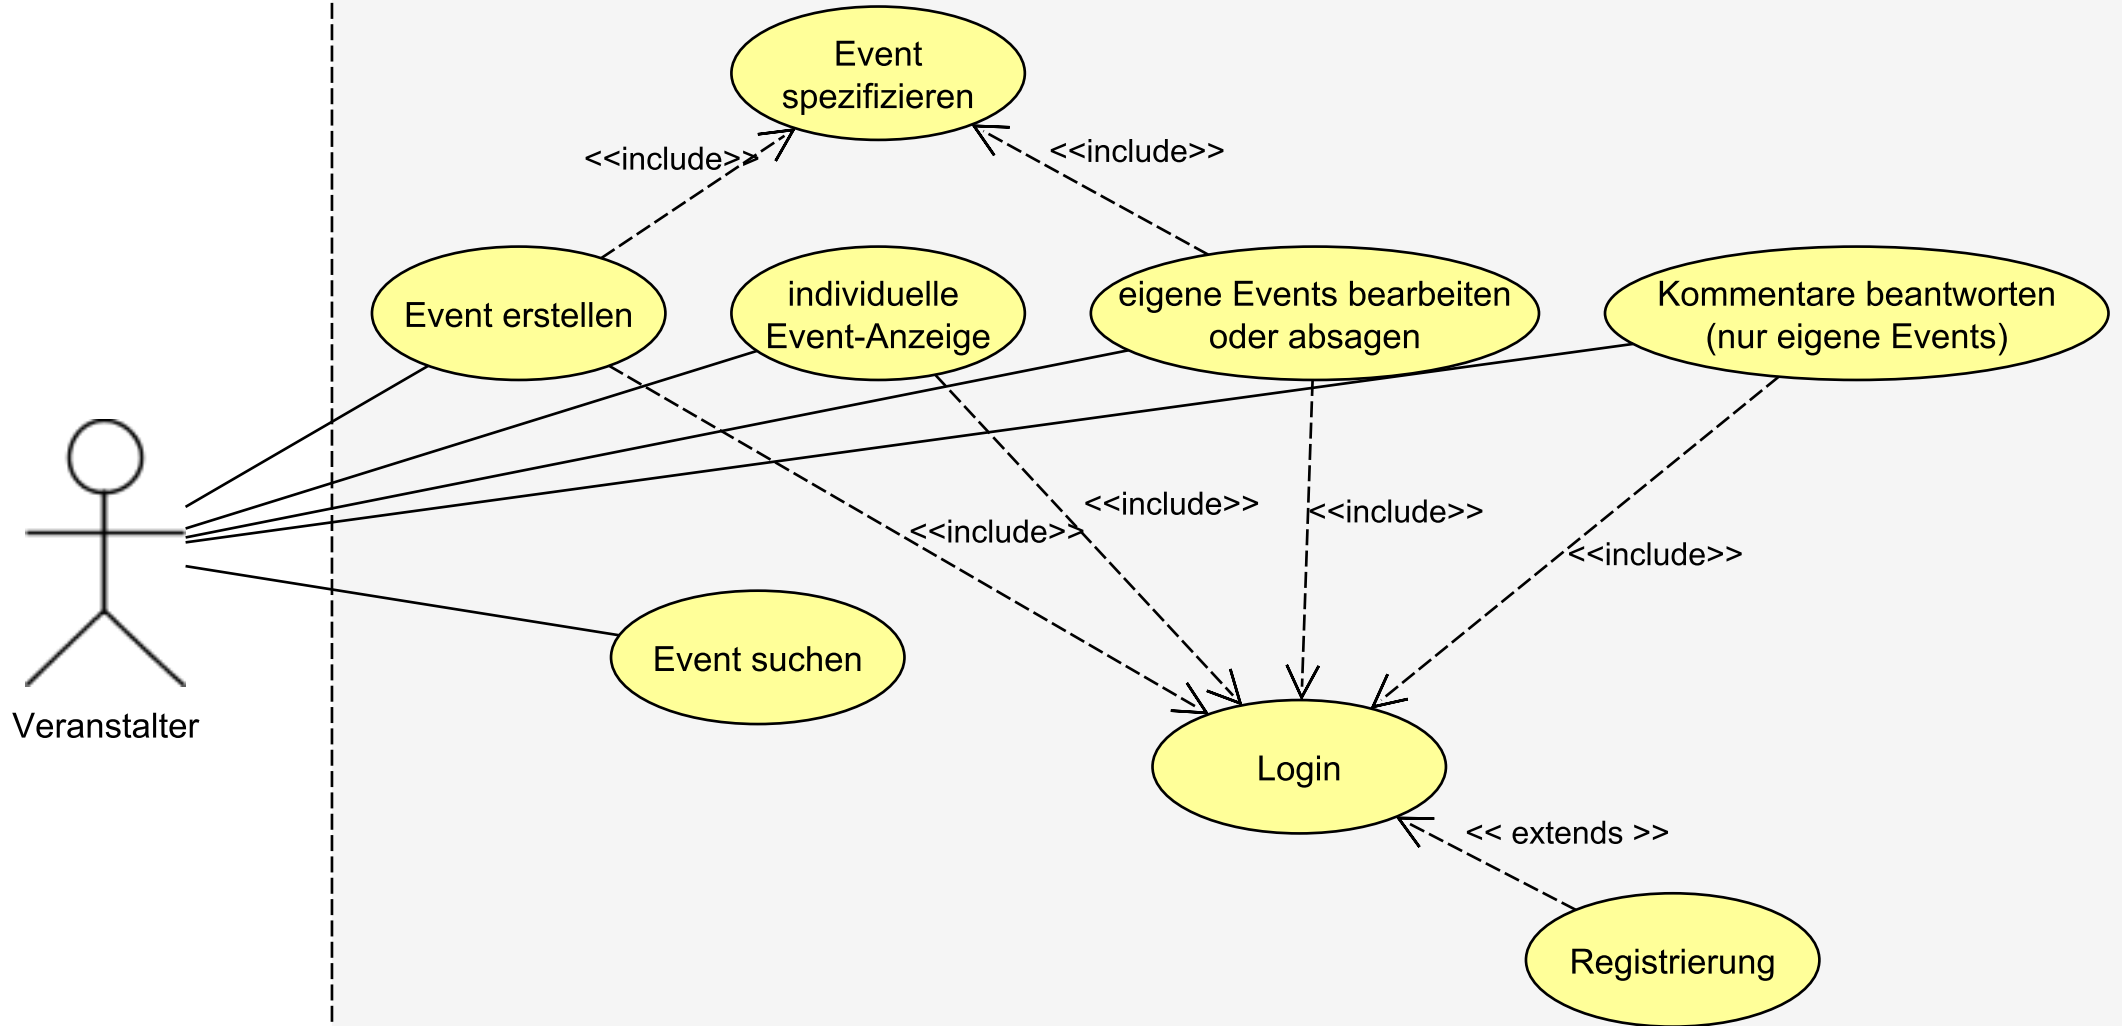 Event
spezifizieren
<<include>>
<<include>>
Event erstellen
individuelle
Event-Anzeige
eigene Events bearbeiten
oder absagen
Kommentare beantworten
(nur eigene Events)
<<include>>
<<include>>
<<include>>
<<include>>
Event suchen
Veranstalter
Login
<< extends >>
Registrierung